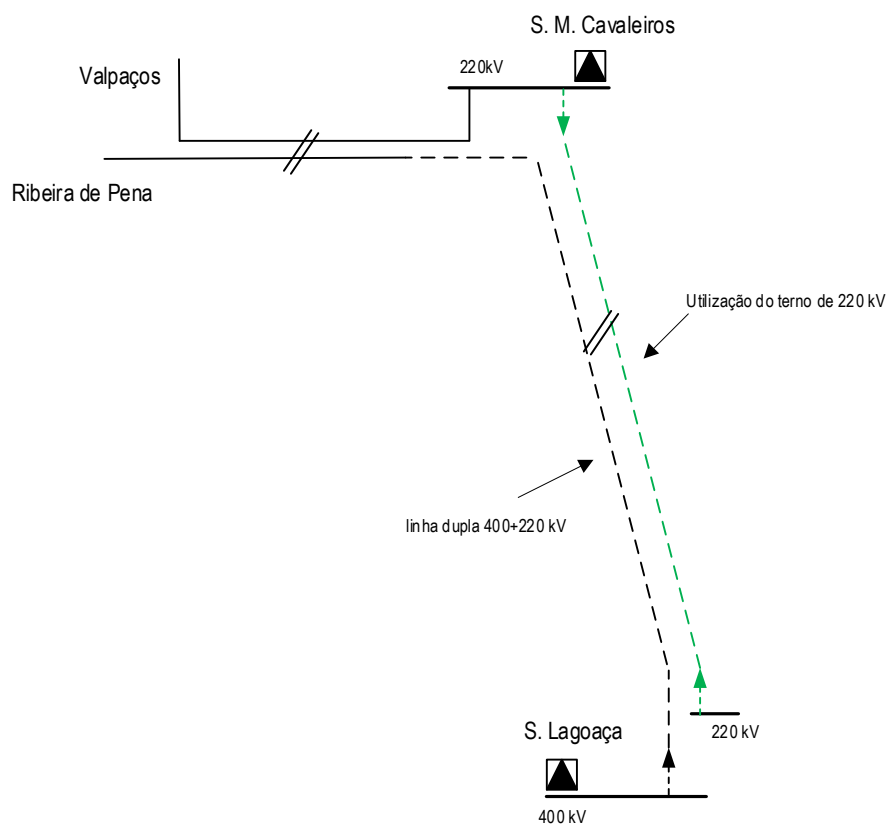 S. M. Cavaleiros
220kV
Valpaços
Ribeira de Pena
Utilização do terno de 220 kV
linha dupla 400+220 kV
S. Lagoaça
220 kV
400 kV